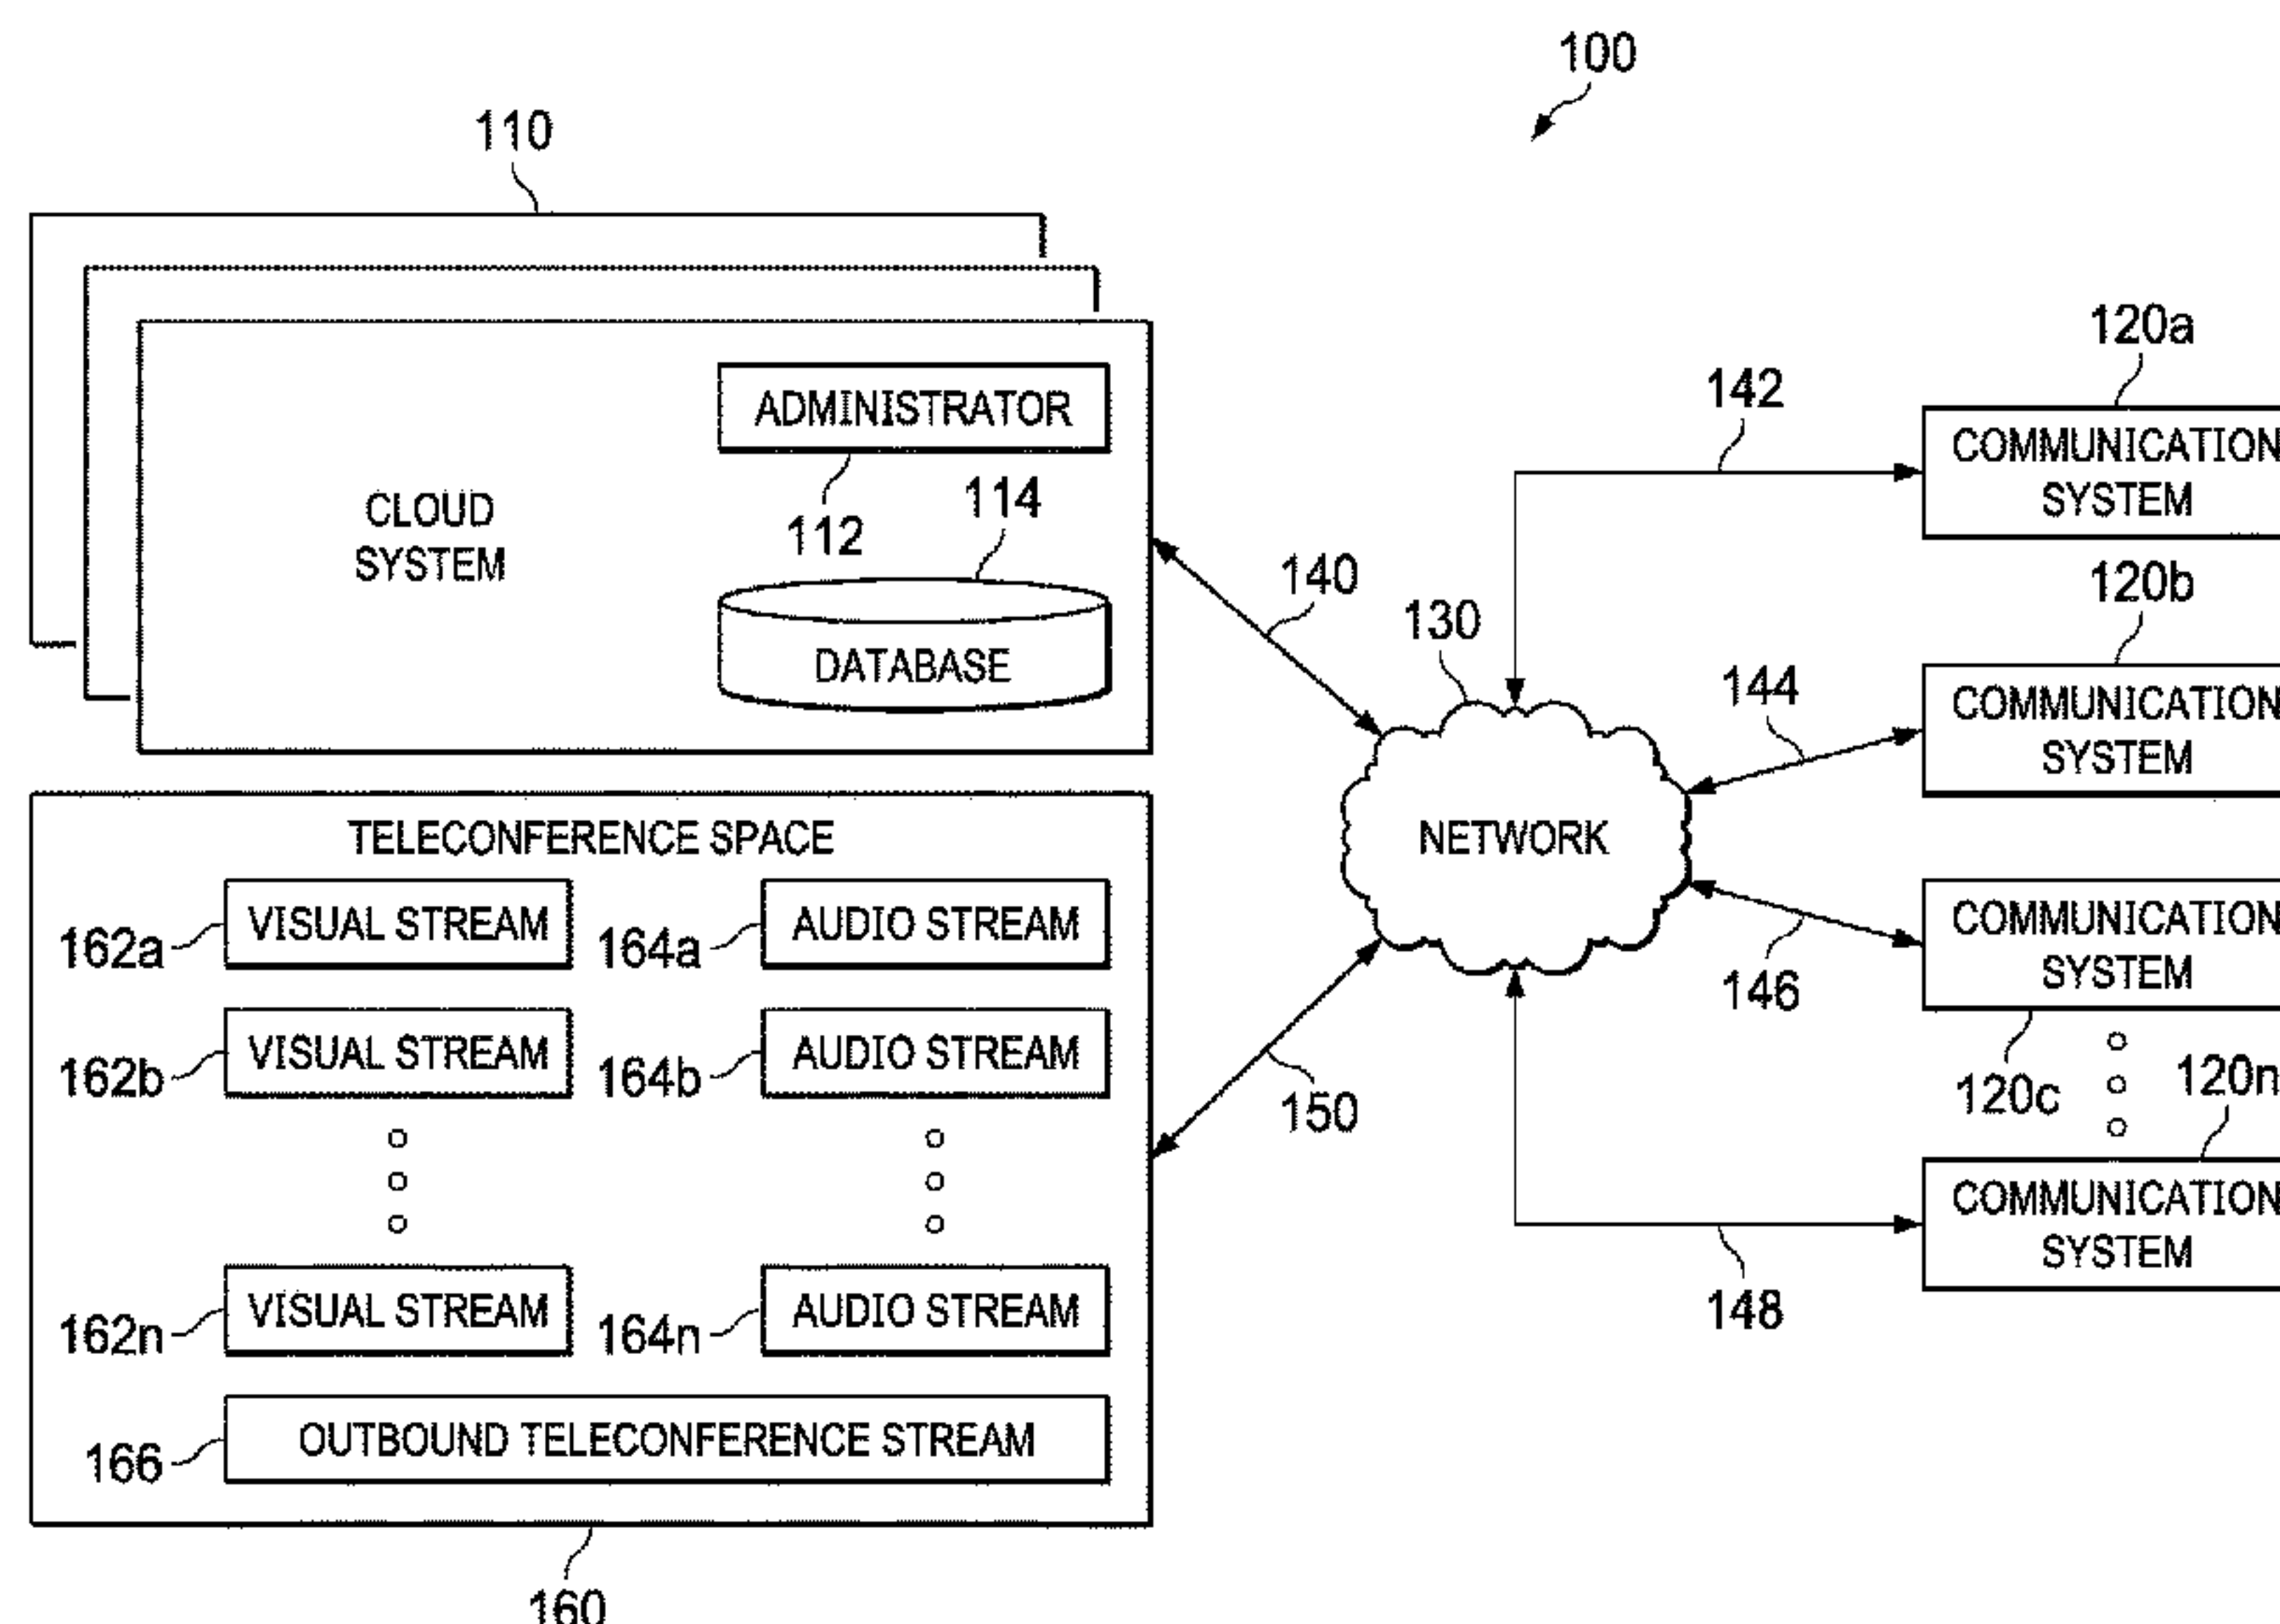 100
110
ADMINISTRATOR
112
114
CLOUD
SYSTEM
DATABASE
140
130
NETWORK
142
120a
COMMUNICATION
SYSTEM
120b
144
COMMUNICATION
SYSTEM
146
COMMUNICATION
SYSTEM
120c
120n
COMMUNICATION
SYSTEM
148
150
TELECONFERENCE SPACE
162a
VISUAL STREAM
164a
AUDIO STREAM
162b
VISUAL STREAM
164b
AUDIO STREAM
162n
VISUAL STREAM
164n
AUDIO STREAM
166
OUTBOUND TELECONFERENCE STREAM
160